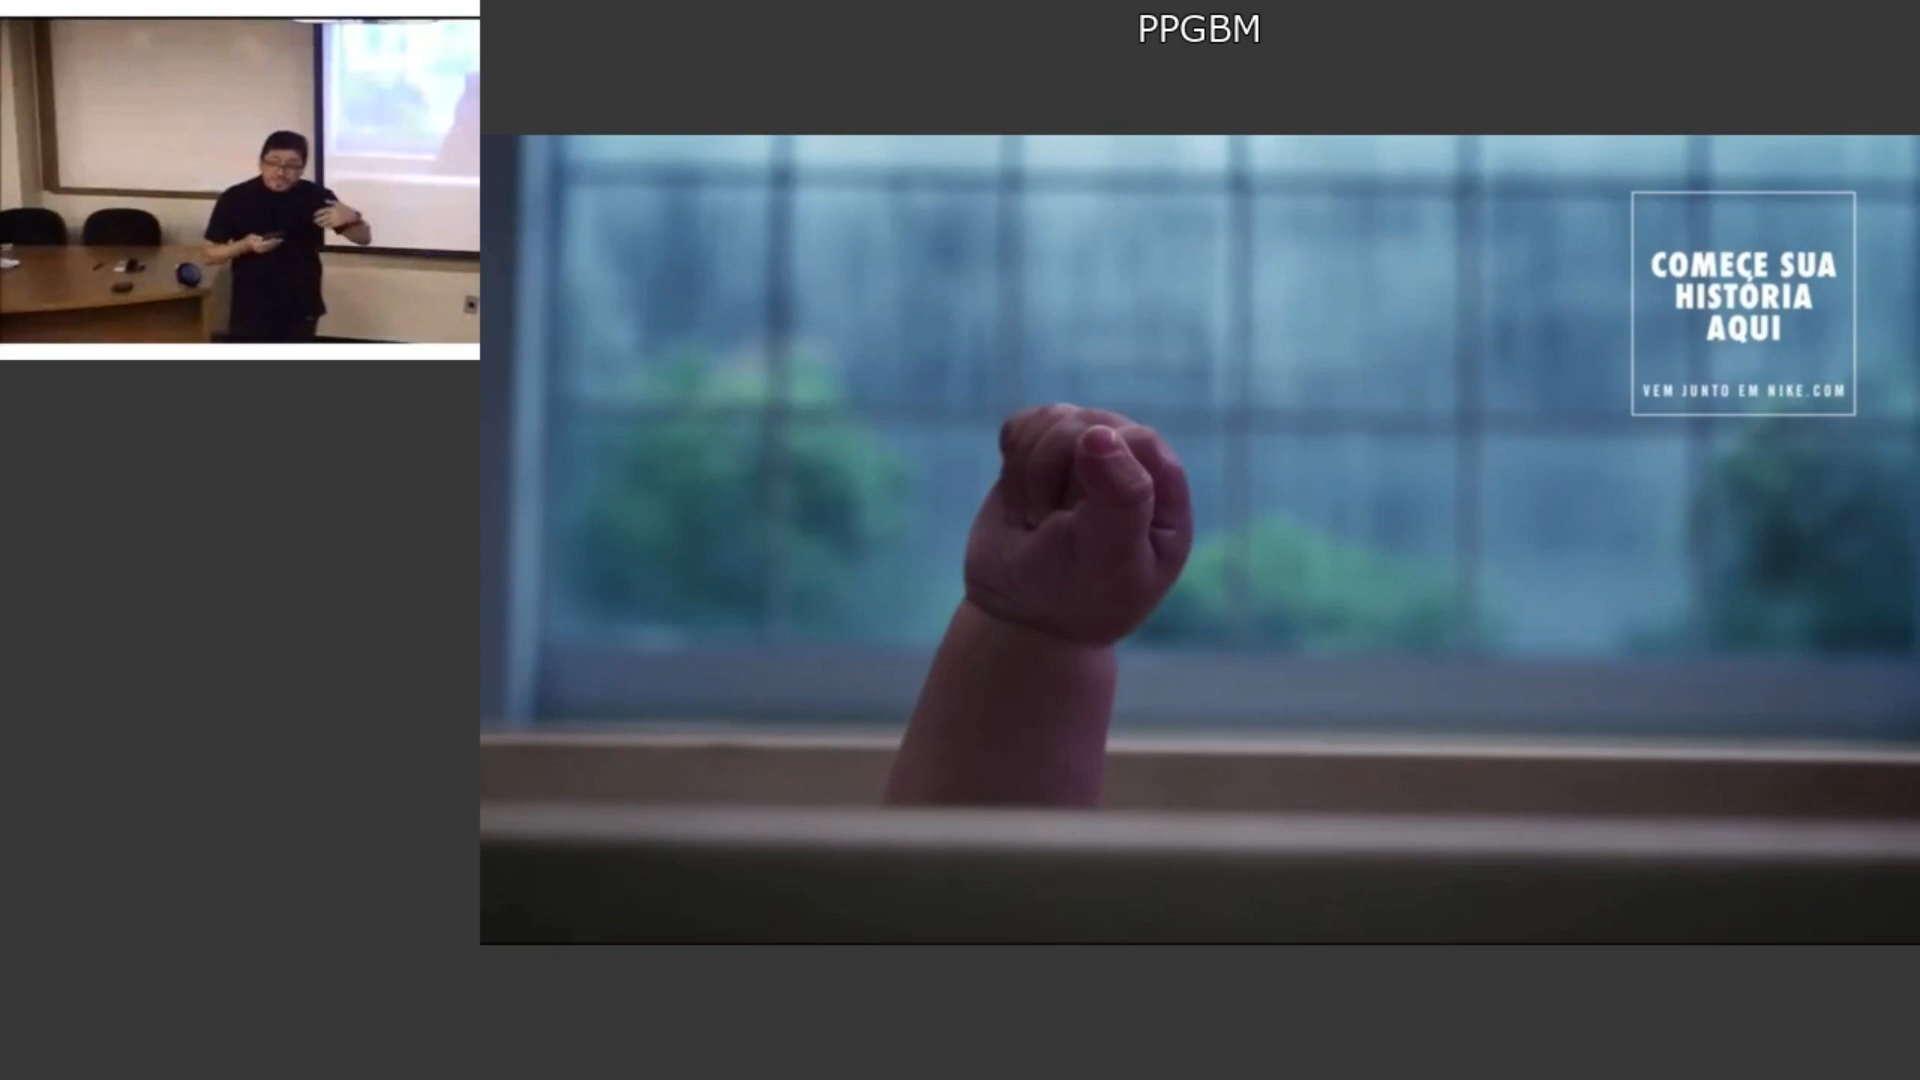 PPGBM
COMEÇE SUA
HISTÓRIA
AQUI
VEM JUNTO EM NIKE.COM